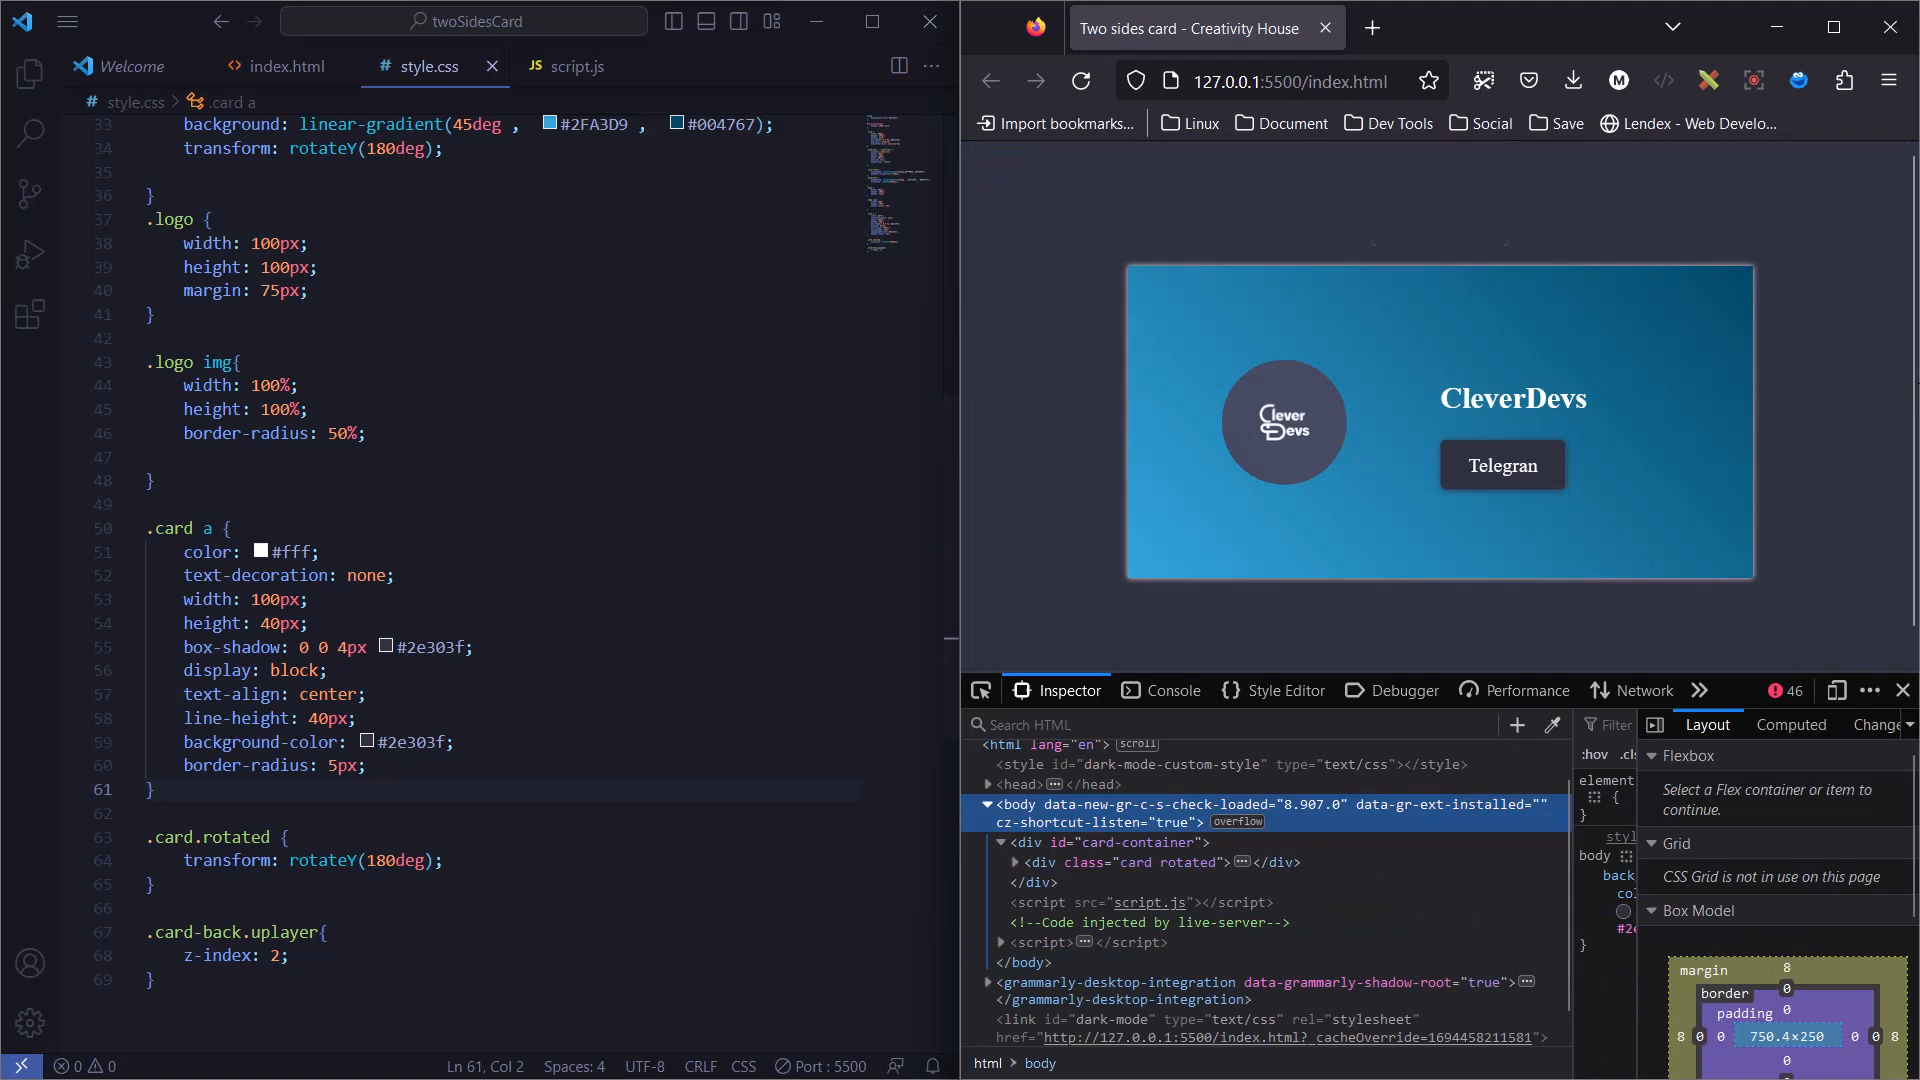 twoSidesCard
Welcome
index.html
style.css
JS script.js
# style.css > .card a
33 background: linear-gradient(45deg , #2FA3D9 , #004767);
34 transform: rotateY(180deg);
35
36 }
37 .logo {
38 width: 100px;
39 height: 100px;
40 margin: 75px;
41 }
42
43 .logo img{
44 width: 100%;
45 height: 100%;
46 border-radius: 50%;
47
48 }
49
50 .card a {
51 color: #fff;
52 text-decoration: none;
53 width: 100px;
54 height: 40px;
55 box-shadow: 0 0 4px #2e303f;
56 display: block;
57 text-align: center;
58 line-height: 40px;
59 background-color: #2e303f;
60 border-radius: 5px;
61 }
62
63 .card.rotated {
64 transform: rotateY(180deg);
65 }
66
67 .card-back.uplayer{
68 z-index: 2;
69 }
0 0
Ln 61, Col 2
Spaces: 4
UTF-8
CRLF
CSS
Port : 5500
Two sides card - Creativity House
127.0.0.1:5500/index.html
Import bookmarks...
Linux
Document
Dev Tools
Social
Save
Lendex - Web Develo...
Clever
Devs
CleverDevs
Telegran
Inspector
Console
Style Editor
Debugger
Performance
Network
46
Search HTML
<html lang="en"> scroll
<style id="dark-mode-custom-style" type="text/css"></style>
<head> </head>
<body data-new-gr-c-s-check-loaded="8.907.0" data-gr-ext-installed=""
cz-shortcut-listen="true"> overflow
<div id="card-container">
<div class="card rotated"> </div>
</div>
<script src="script.js"></script>
<!--Code injected by live-server-->
<script> </script>
</body>
<grammarly-desktop-integration data-grammarly-shadow-root="true">
</grammarly-desktop-integration>
<link id="dark-mode" type="text/css" rel="stylesheet"
href="http://127.0.0.1:5500/index.html?_cacheOverride=1694458211581">
html > body
Filter
:hov .cl
element
{
}
styl
body
back
col
#2e
}
Layout
Computed
Change
Flexbox
Select a Flex container or item to
continue.
Grid
CSS Grid is not in use on this page
Box Model
margin 8
border 0
padding 0
8 0 0 750.4×250 0 0 8
0